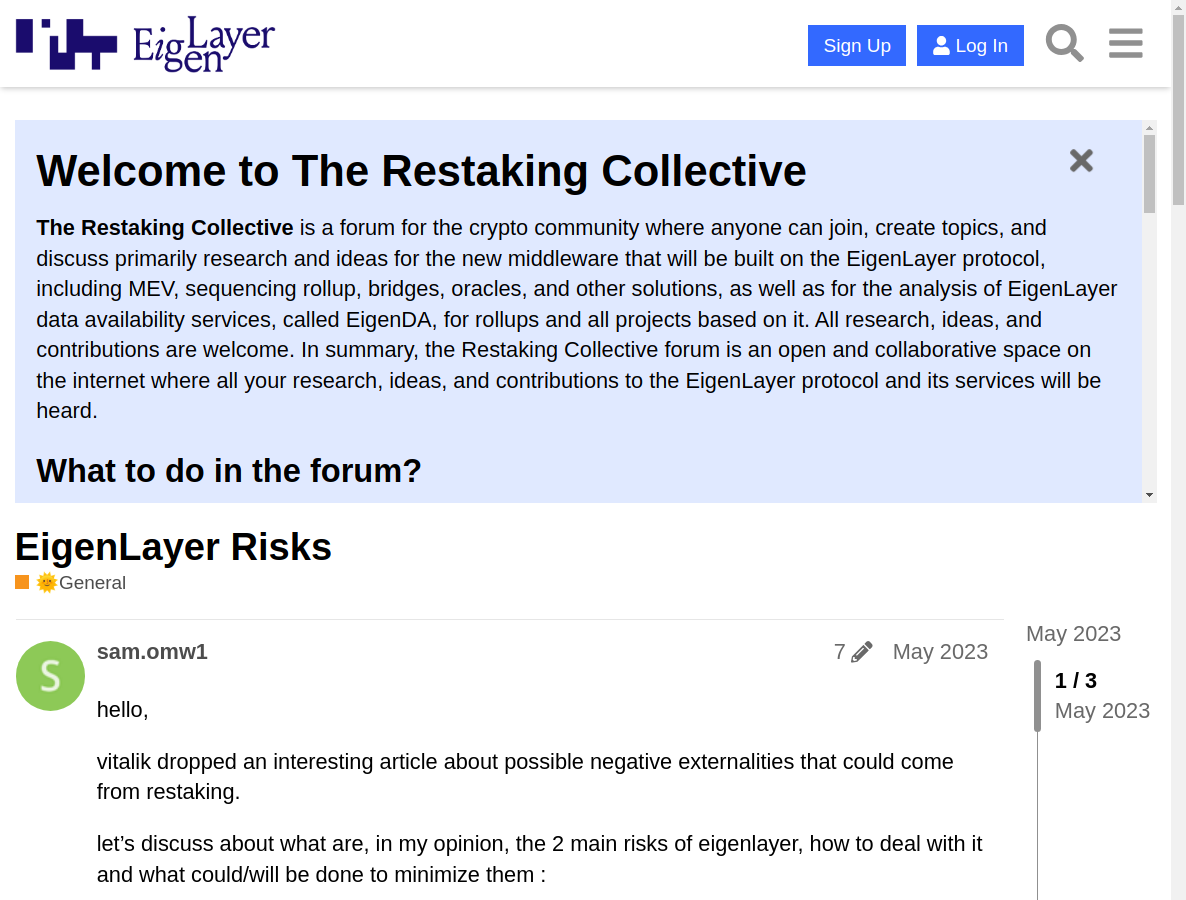 EigenLayer
Sign Up
Log In
Welcome to The Restaking Collective
The Restaking Collective is a forum for the crypto community where anyone can join, create topics, and
discuss primarily research and ideas for the new middleware that will be built on the EigenLayer protocol,
including MEV, sequencing rollup, bridges, oracles, and other solutions, as well as for the analysis of EigenLayer
data availability services, called EigenDA, for rollups and all projects based on it. All research, ideas, and
contributions are welcome. In summary, the Restaking Collective forum is an open and collaborative space on
the internet where all your research, ideas, and contributions to the EigenLayer protocol and its services will be
heard.
What to do in the forum?
EigenLayer Risks
🌞General
S
sam.omw1
7
May 2023
hello,
vitalik dropped an interesting article about possible negative externalities that could come
from restaking.
let’s discuss about what are, in my opinion, the 2 main risks of eigenlayer, how to deal with it
and what could/will be done to minimize them :
May 2023
1 / 3
May 2023